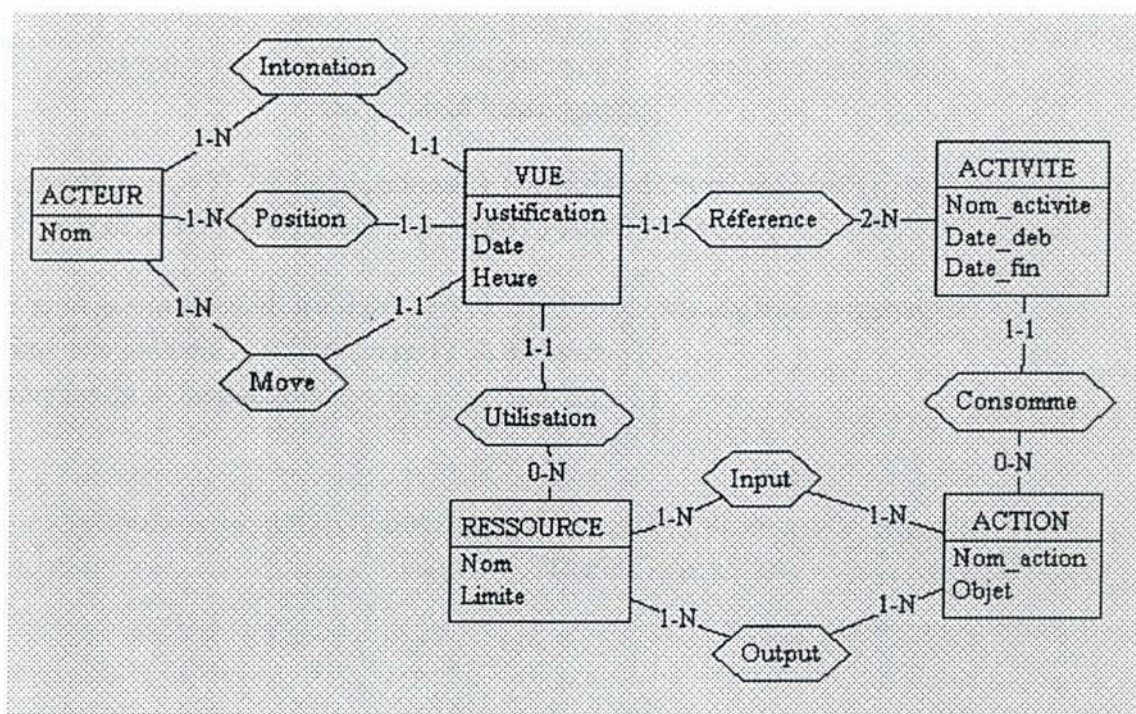 Intonation
1-N
1-1
ACTEUR
Nom
1-N
Position
1-1
VUE
Justification
Date
Heure
1-1
Réference
2-N
ACTIVITE
Nom_activite
Date_deb
Date_fin
1-N
1-1
Move
1-1
Utilisation
0-N
1-1
Consomme
0-N
RESSOURCE
Nom
Limite
1-N
Input
1-N
ACTION
Nom_action
Objet
1-N
Output
1-N